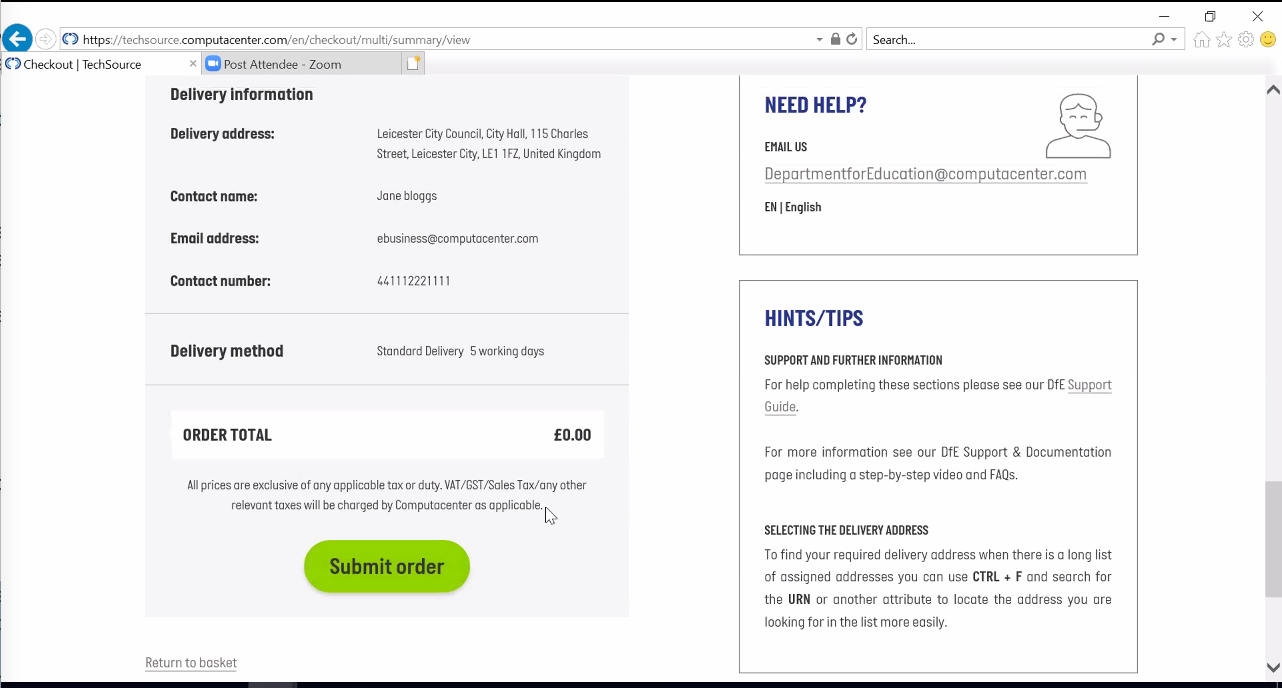 https://techsource.computacenter.com/en/checkout/multi/summary/view
Search...
Checkout | TechSource
Post Attendee - Zoom
Delivery information
Delivery address:
Leicester City Council, City Hall, 115 Charles
Street, Leicester City, LE1 1FZ, United Kingdom
Contact name:
Jane bloggs
Email address:
ebusiness@computacenter.com
Contact number:
441112221111
Delivery method
Standard Delivery 5 working days
ORDER TOTAL
£0.00
All prices are exclusive of any applicable tax or duty. VAT/GST/Sales Tax/any other
relevant taxes will be charged by Computacenter as applicable.
Submit order
Return to basket
NEED HELP?
EMAIL US
DepartmentforEducation@computacenter.com
EN | English
HINTS/TIPS
SUPPORT AND FURTHER INFORMATION
For help completing these sections please see our DfE Support
Guide.
For more information see our DfE Support & Documentation
page including a step-by-step video and FAQs.
SELECTING THE DELIVERY ADDRESS
To find your required delivery address when there is a long list
of assigned addresses you can use CTRL + F and search for
the URN or another attribute to locate the address you are
looking for in the list more easily.